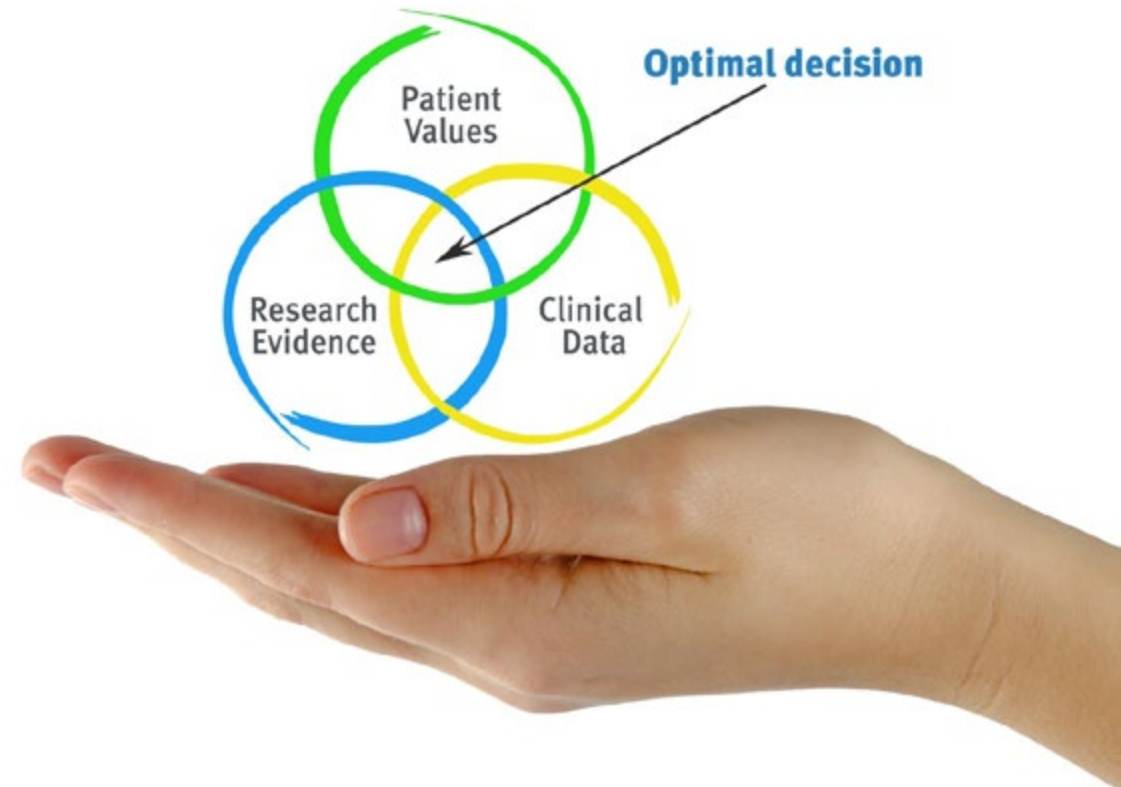 Optimal decision
Patient
Values
Research
Evidence
Clinical
Data